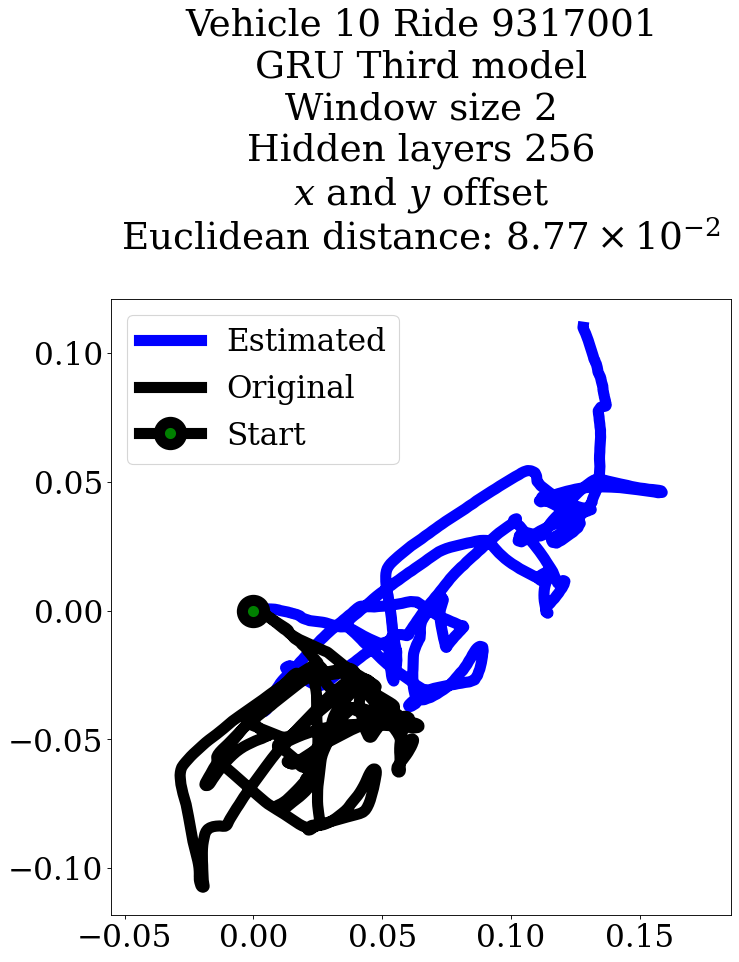 Vehicle 10 Ride 9317001
GRU Third model
Window size 2
Hidden layers 256
x and y offset
Euclidean distance: 8.77 × 10⁻²
Estimated
Original
Start
0.10
0.05
0.00
−0.05
−0.10
−0.05 0.00 0.05 0.10 0.15